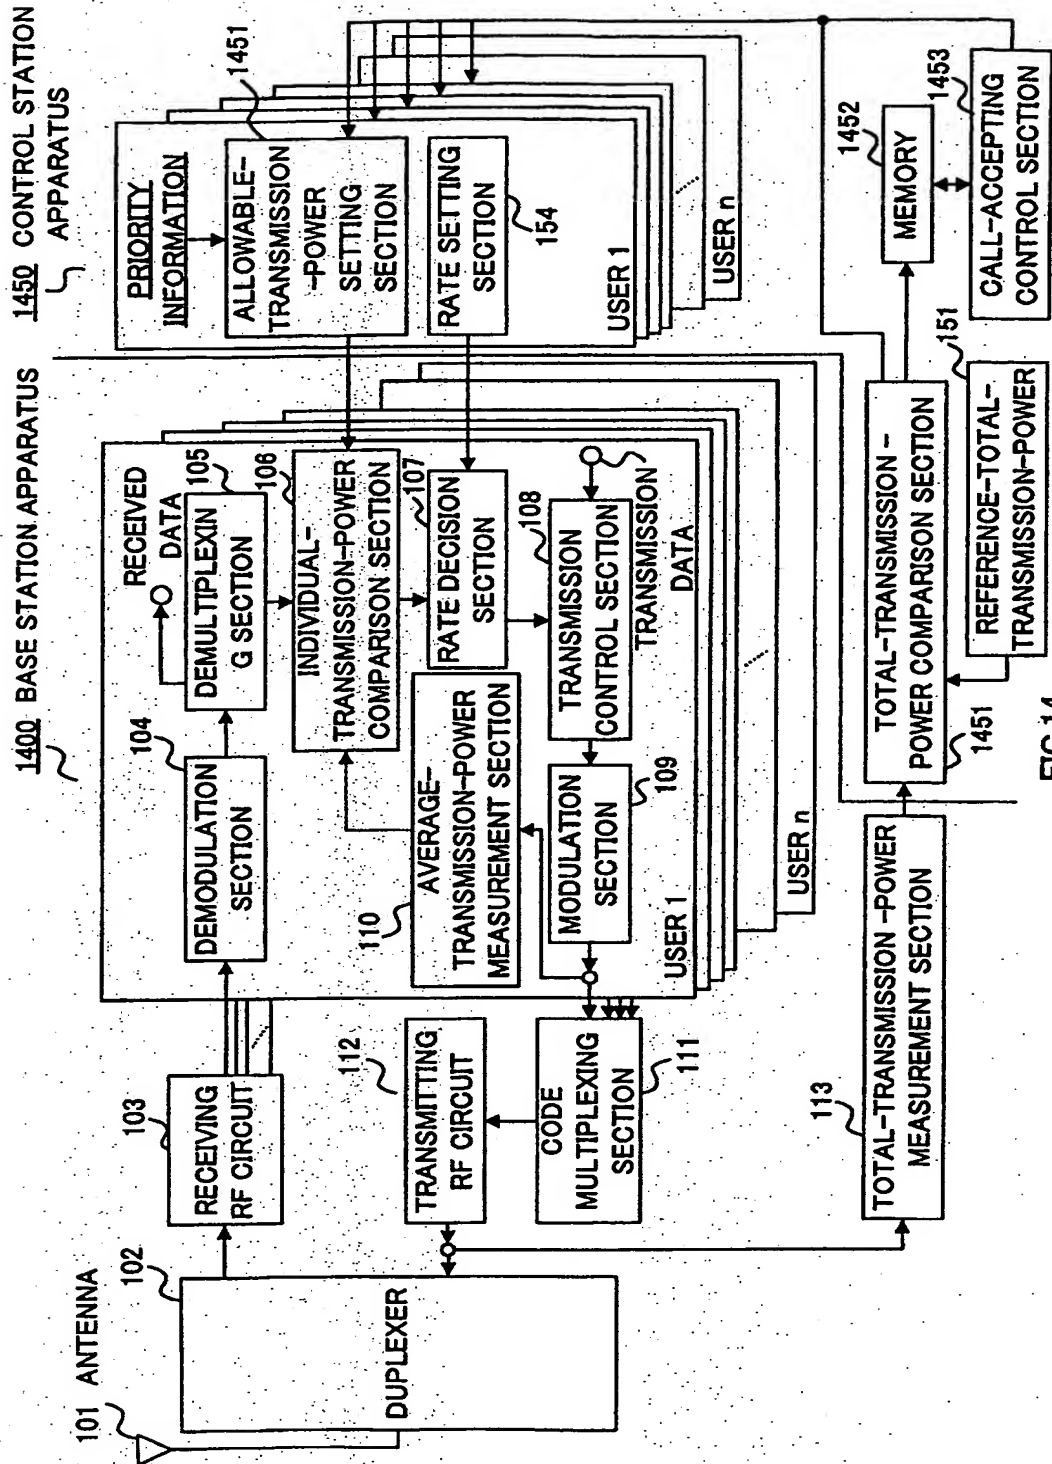 1400 BASE STATION APPARATUS
1450 CONTROL STATION
APPARATUS
101 ANTENNA
102
DUPLEXER
103
RECEIVING
RF CIRCUIT
104
DEMODULATION
SECTION
RECEIVED
DATA
105
DEMULTIPLEXIN
G SECTION
106
INDIVIDUAL-
TRANSMISSION-POWER
COMPARISON SECTION
107
RATE DECISION
SECTION
108
TRANSMISSION
CONTROL SECTION
TRANSMISSION
DATA
109
MODULATION
SECTION
110
AVERAGE-
TRANSMISSION-POWER
MEASUREMENT SECTION
USER 1
USER n
112
TRANSMITTING
RF CIRCUIT
CODE
MULTIPLEXING
SECTION
111
113
TOTAL-TRANSMISSION -POWER
MEASUREMENT SECTION
PRIORITY
INFORMATION
1451
ALLOWABLE-
TRANSMISSION
-POWER
SETTING
SECTION
RATE SETTING
SECTION
154
USER 1
USER n
1452
MEMORY
1453
CALL-ACCEPTING
CONTROL SECTION
TOTAL-TRANSMISSION -
POWER COMPARISON SECTION
1451
151
REFERENCE-TOTAL-
TRANSMISSION-POWER
FIG.14